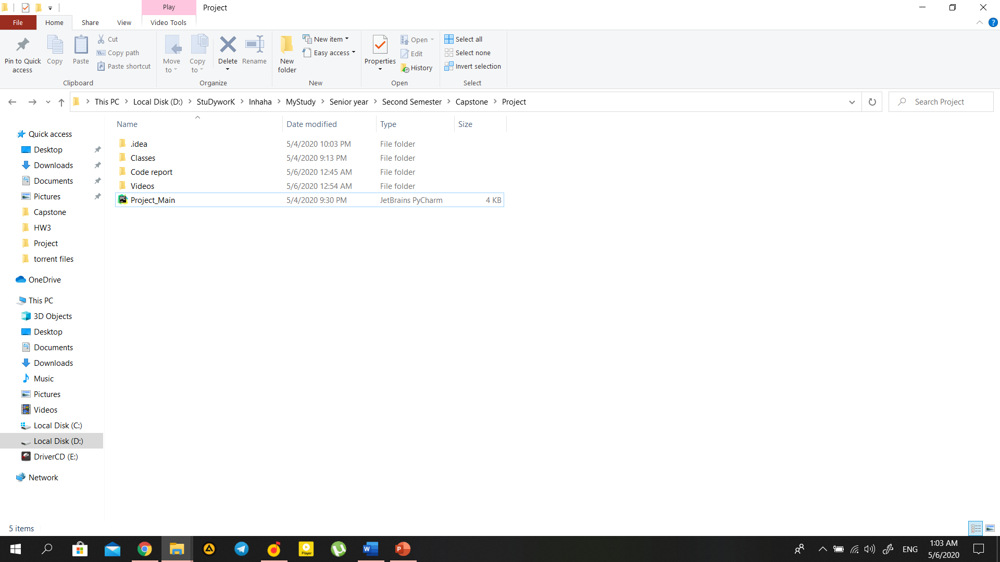 Play
Project
File
Home
Share
View
Video Tools
Pin to Quick access
Copy
Paste
Cut
Copy path
Paste shortcut
Clipboard
Move to
Copy to
Delete
Rename
Organize
New folder
New item
Easy access
New
Properties
Open
Edit
History
Open
Select all
Select none
Invert selection
Select
This PC > Local Disk (D:) > StuDyworK > Inhaha > MyStudy > Senior year > Second Semester > Capstone > Project
Search Project
Name Date modified Type Size
.idea 5/4/2020 10:03 PM File folder
Classes 5/4/2020 9:13 PM File folder
Code report 5/6/2020 12:45 AM File folder
Videos 5/6/2020 12:54 AM File folder
Project_Main 5/4/2020 9:30 PM JetBrains PyCharm 4 KB
Quick access
Desktop
Downloads
Documents
Pictures
Capstone
HW3
Project
torrent files
OneDrive
This PC
3D Objects
Desktop
Documents
Downloads
Music
Pictures
Videos
Local Disk (C:)
Local Disk (D:)
DriverCD (E:)
Network
5 items
ENG
1:03 AM
5/6/2020